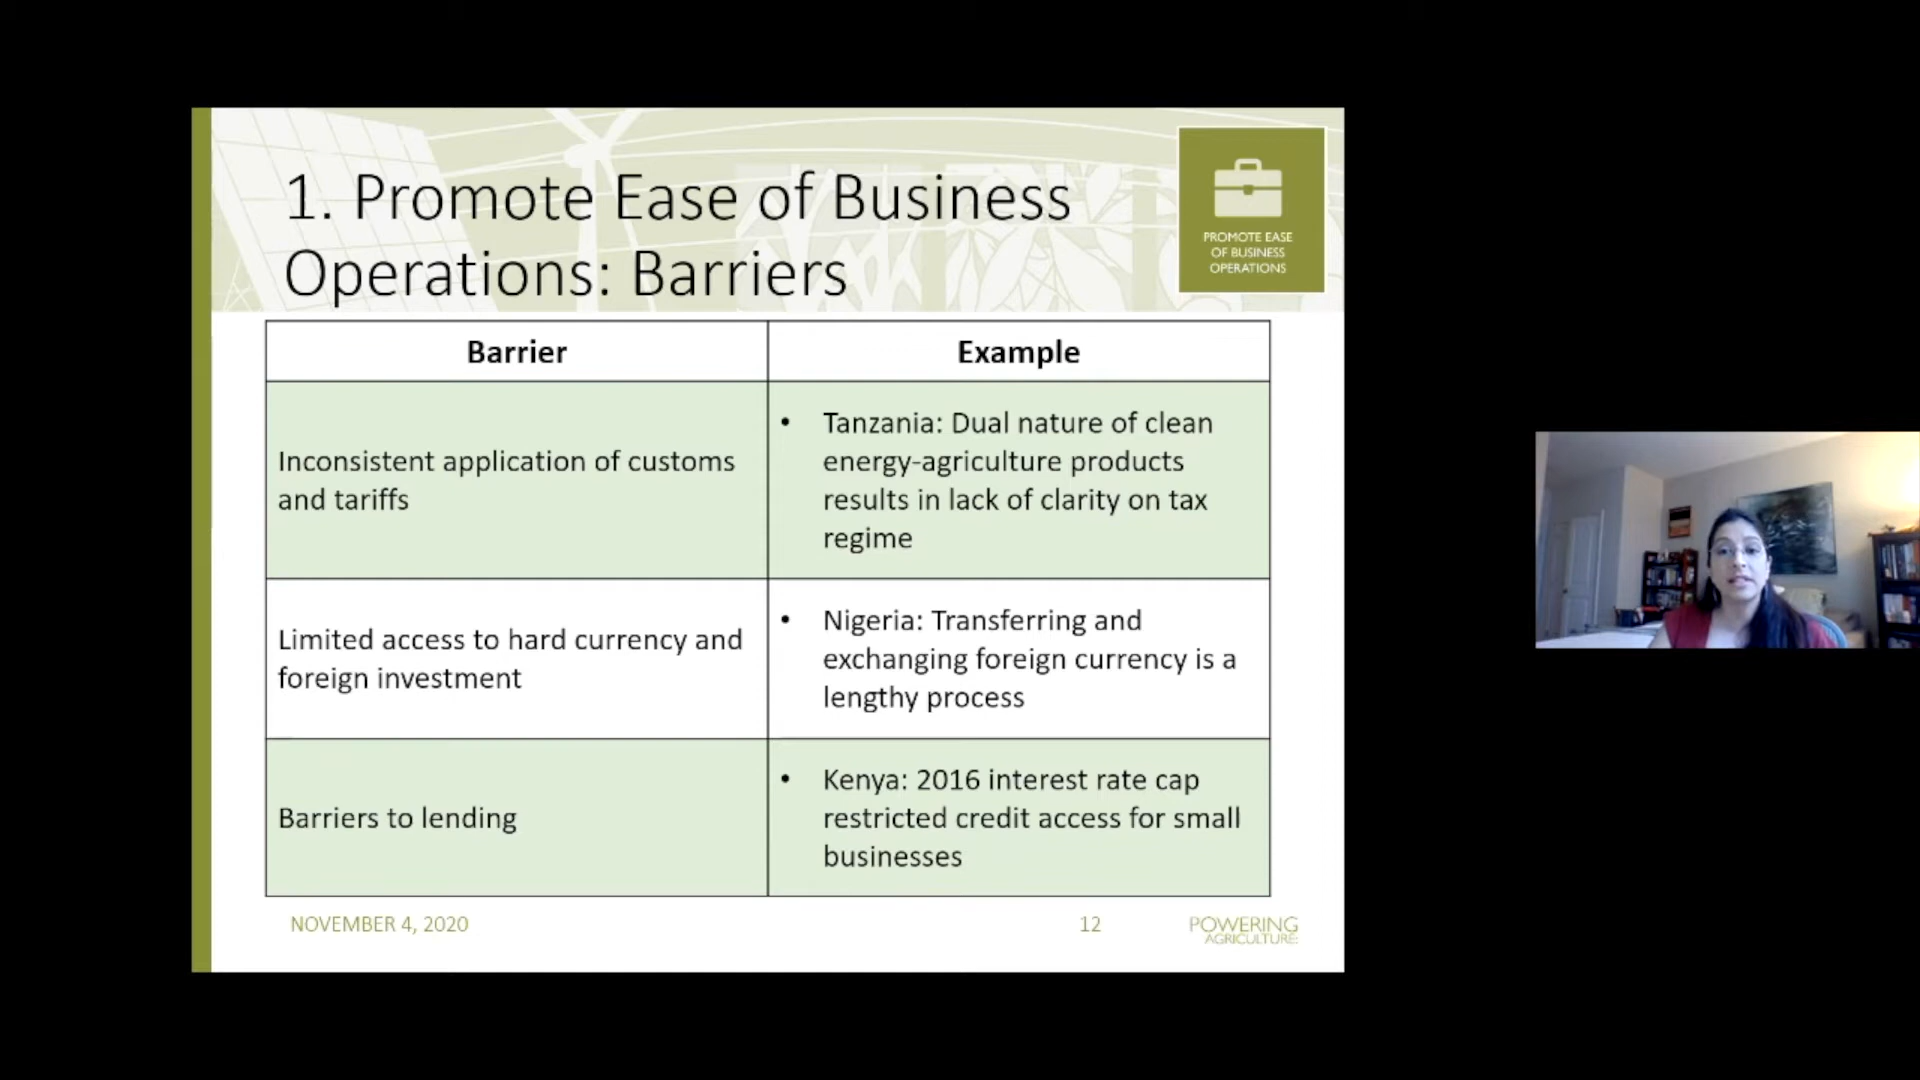 1. Promote Ease of Business
Operations: Barriers
PROMOTE EASE
OF BUSINESS
OPERATIONS
Barrier
Example
Inconsistent application of customs
and tariffs
• Tanzania: Dual nature of clean
energy-agriculture products
results in lack of clarity on tax
regime
Limited access to hard currency and
foreign investment
• Nigeria: Transferring and
exchanging foreign currency is a
lengthy process
Barriers to lending
• Kenya: 2016 interest rate cap
restricted credit access for small
businesses
NOVEMBER 4, 2020
12
POWERING
AGRICULTURE: